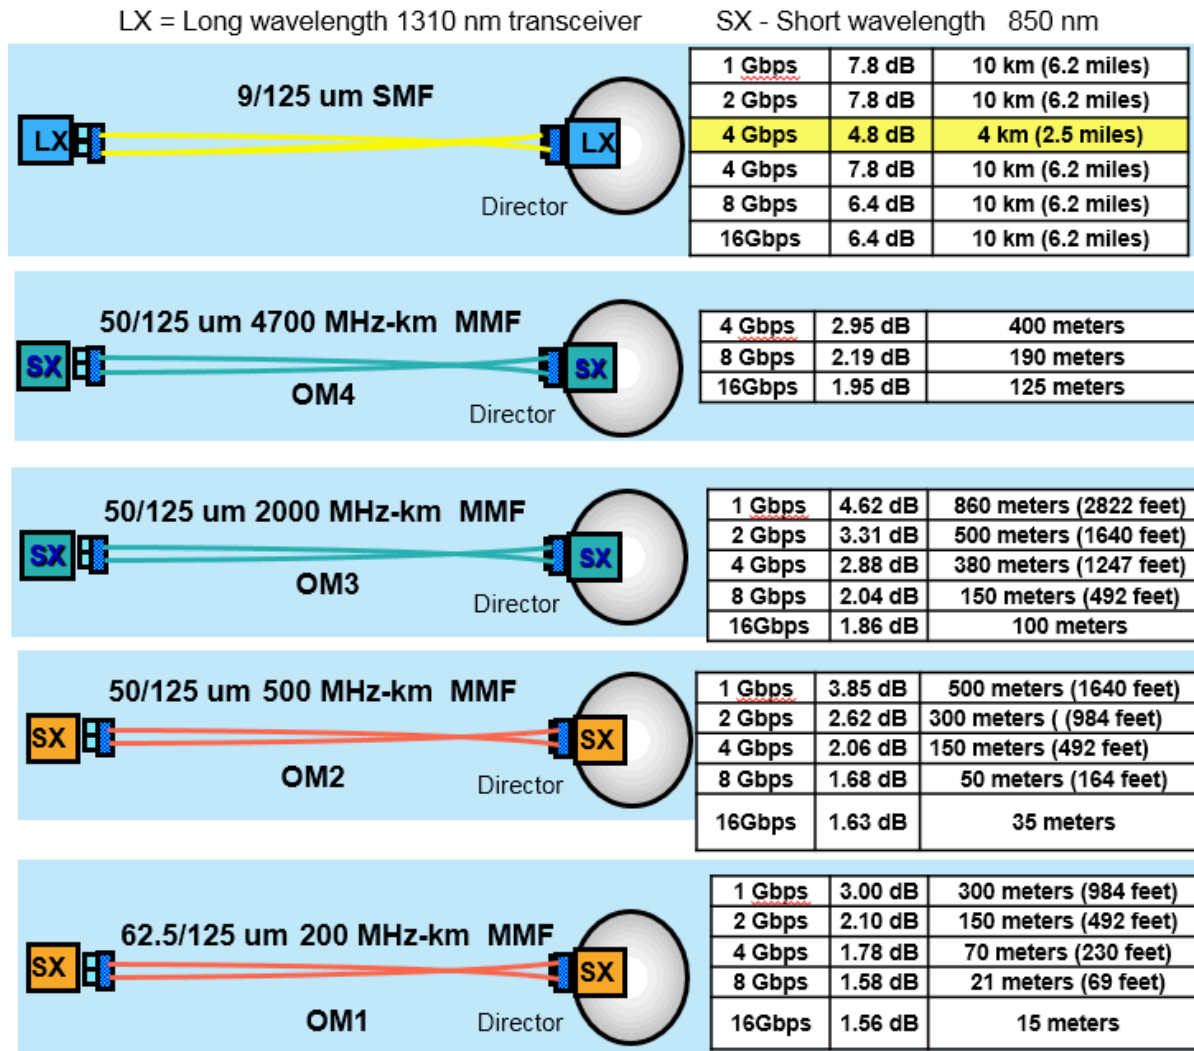 LX = Long wavelength 1310 nm transceiver SX - Short wavelength 850 nm
9/125 um SMF
LX
LX
Director
1 Gbps 7.8 dB 10 km (6.2 miles)
2 Gbps 7.8 dB 10 km (6.2 miles)
4 Gbps 4.8 dB 4 km (2.5 miles)
4 Gbps 7.8 dB 10 km (6.2 miles)
8 Gbps 6.4 dB 10 km (6.2 miles)
16Gbps 6.4 dB 10 km (6.2 miles)
50/125 um 4700 MHz-km MMF
SX
SX
OM4
Director
4 Gbps 2.95 dB 400 meters
8 Gbps 2.19 dB 190 meters
16Gbps 1.95 dB 125 meters
50/125 um 2000 MHz-km MMF
SX
SX
OM3
Director
1 Gbps 4.62 dB 860 meters (2822 feet)
2 Gbps 3.31 dB 500 meters (1640 feet)
4 Gbps 2.88 dB 380 meters (1247 feet)
8 Gbps 2.04 dB 150 meters (492 feet)
16Gbps 1.86 dB 100 meters
50/125 um 500 MHz-km MMF
SX
SX
OM2
Director
1 Gbps 3.85 dB 500 meters (1640 feet)
2 Gbps 2.62 dB 300 meters ( (984 feet)
4 Gbps 2.06 dB 150 meters (492 feet)
8 Gbps 1.68 dB 50 meters (164 feet)
16Gbps 1.63 dB 35 meters
62.5/125 um 200 MHz-km MMF
SX
SX
OM1
Director
1 Gbps 3.00 dB 300 meters (984 feet)
2 Gbps 2.10 dB 150 meters (492 feet)
4 Gbps 1.78 dB 70 meters (230 feet)
8 Gbps 1.58 dB 21 meters (69 feet)
16Gbps 1.56 dB 15 meters